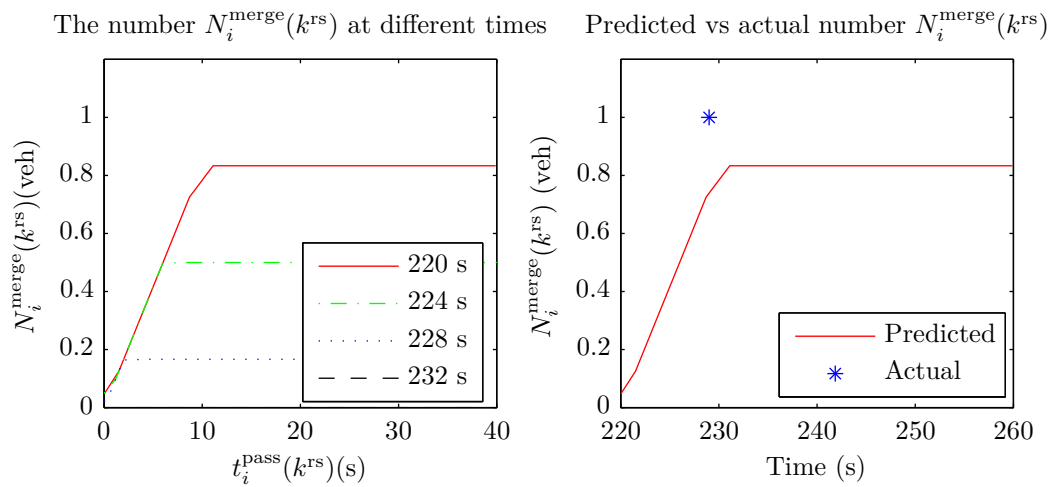 The number N_i^merge(k^rs) at different times
N_i^merge(k^rs)(veh)
1
0.8
0.6
0.4
0.2
0
0 10 20 30 40
t_i^pass(k^rs)(s)
220 s
224 s
228 s
232 s
Predicted vs actual number N_i^merge(k^rs)
N_i^merge(k^rs) (veh)
1
0.8
0.6
0.4
0.2
0
220 230 240 250 260
Time (s)
Predicted
Actual